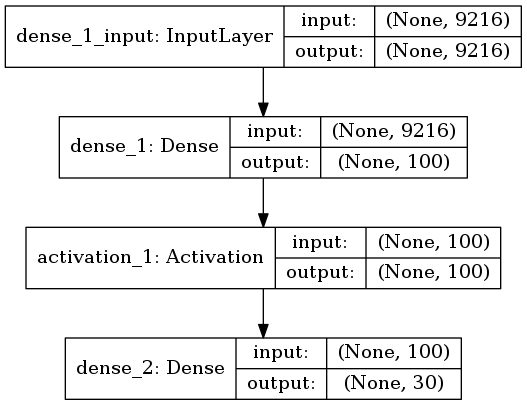 dense_1_input: InputLayer
input: (None, 9216)
output: (None, 9216)
dense_1: Dense
input: (None, 9216)
output: (None, 100)
activation_1: Activation
input: (None, 100)
output: (None, 100)
dense_2: Dense
input: (None, 100)
output: (None, 30)